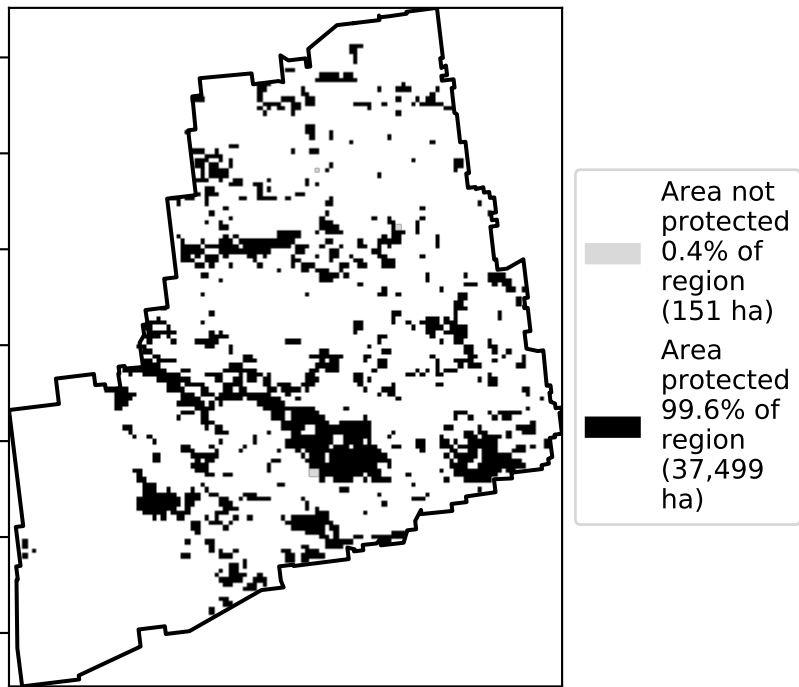 Area not
protected
0.4% of
region
(151 ha)
Area
protected
99.6% of
region
(37,499
ha)